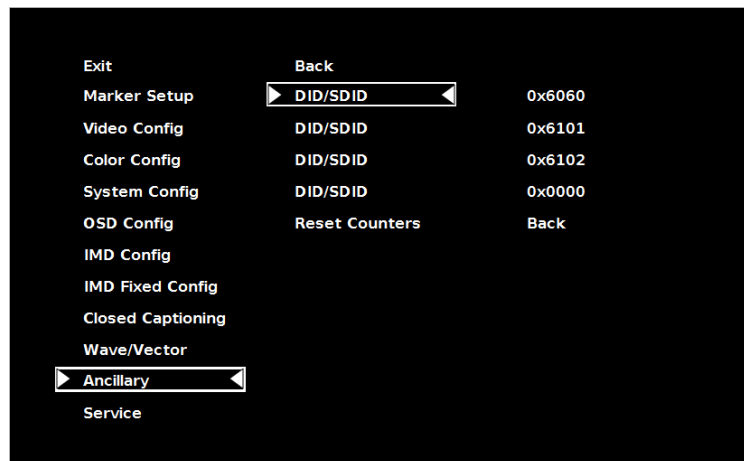 Exit Back
Marker Setup DID/SDID 0x6060
Video Config DID/SDID 0x6101
Color Config DID/SDID 0x6102
System Config DID/SDID 0x0000
OSD Config Reset Counters Back
IMD Config
IMD Fixed Config
Closed Captioning
Wave/Vector
Ancillary
Service